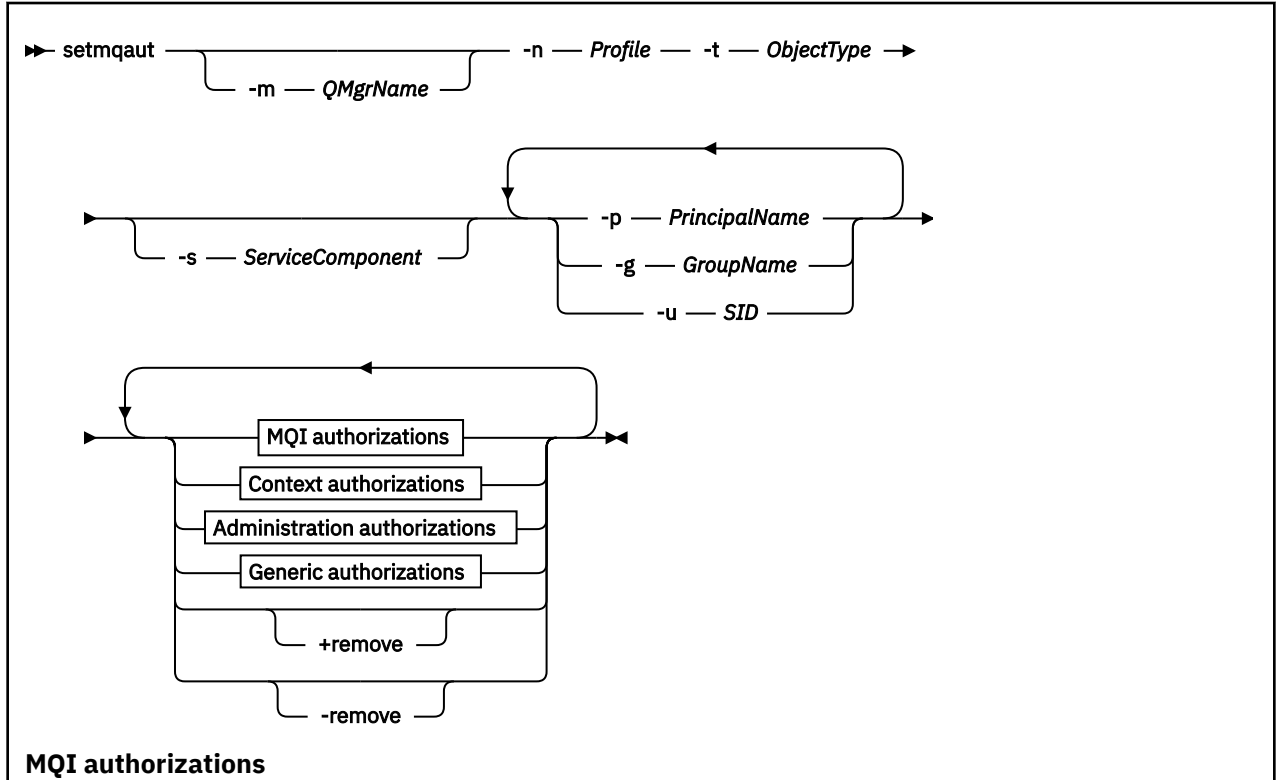 setmqaut -n Profile -t ObjectType
-m QMgrName
-p PrincipalName
-s ServiceComponent
-g GroupName
-u SID
MQI authorizations
Context authorizations
Administration authorizations
Generic authorizations
+remove
-remove
MQI authorizations